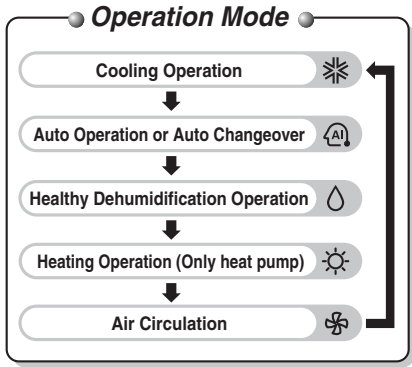 Operation Mode
Cooling Operation
Auto Operation or Auto Changeover
AI
Healthy Dehumidification Operation
Heating Operation (Only heat pump)
Air Circulation